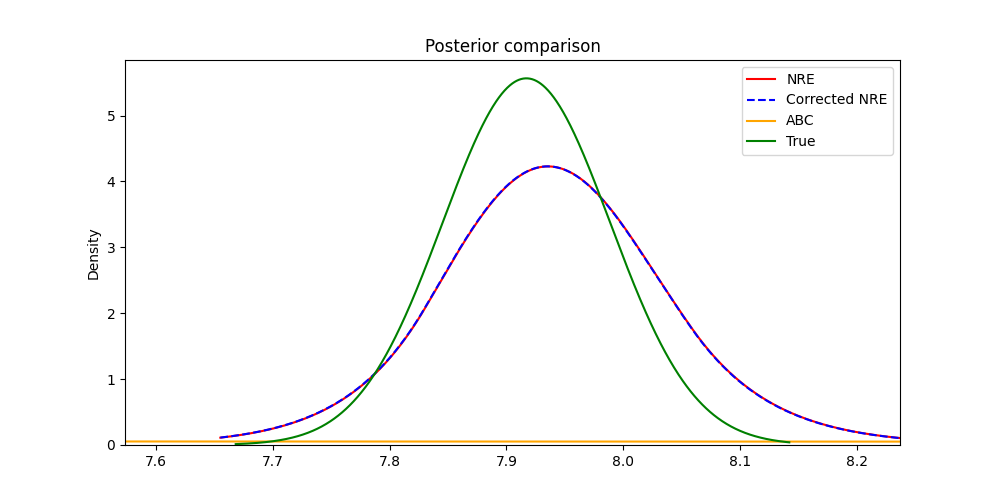 Posterior comparison
NRE
Corrected NRE
ABC
True
Density
5
4
3
2
1
0
7.6 7.7 7.8 7.9 8.0 8.1 8.2